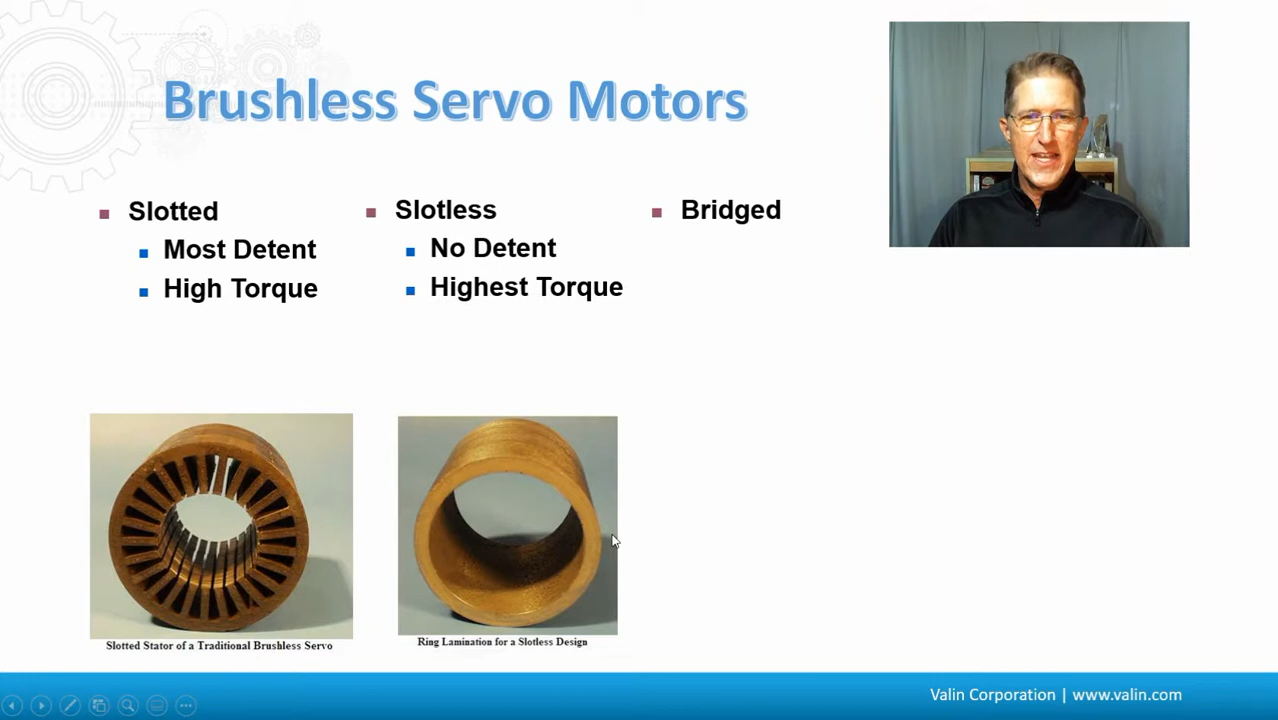 Brushless Servo Motors
Slotted
Most Detent
High Torque
Slotless
No Detent
Highest Torque
Bridged
Slotted Stator of a Traditional Brushless Servo
Ring Lamination for a Slotless Design
Valin Corporation | www.valin.com